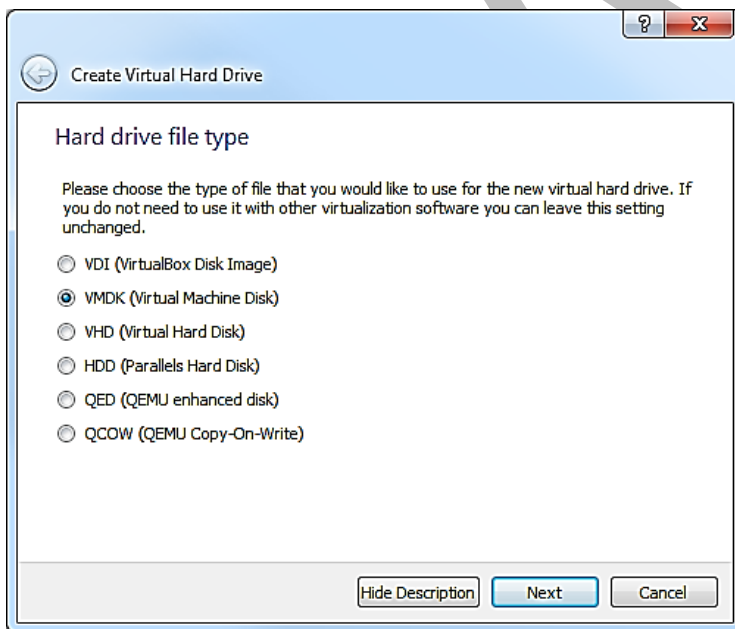 ?
X
Create Virtual Hard Drive
Hard drive file type
Please choose the type of file that you would like to use for the new virtual hard drive. If
you do not need to use it with other virtualization software you can leave this setting
unchanged.
VDI (VirtualBox Disk Image)
VMDK (Virtual Machine Disk)
VHD (Virtual Hard Disk)
HDD (Parallels Hard Disk)
QED (QEMU enhanced disk)
QCOW (QEMU Copy-On-Write)
Hide Description
Next
Cancel